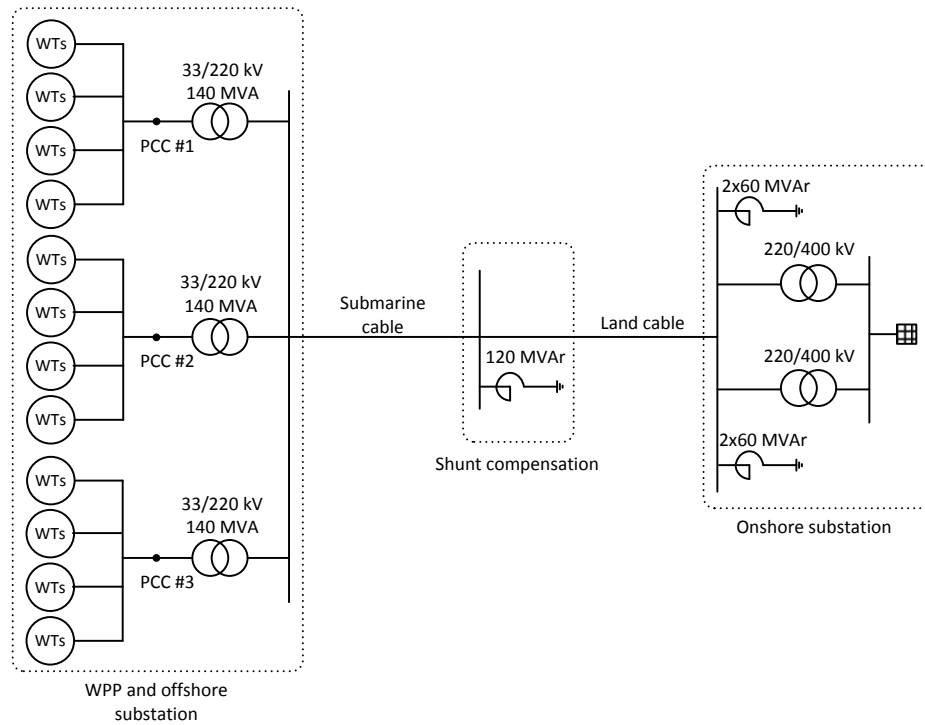 WTs
WTs
WTs
WTs
33/220 kV
140 MVA
PCC #1
WTs
WTs
WTs
WTs
33/220 kV
140 MVA
PCC #2
WTs
WTs
WTs
WTs
33/220 kV
140 MVA
PCC #3
WPP and offshore
substation
Submarine
cable
120 MVAr
Shunt compensation
Land cable
2x60 MVAr
220/400 kV
220/400 kV
2x60 MVAr
Onshore substation